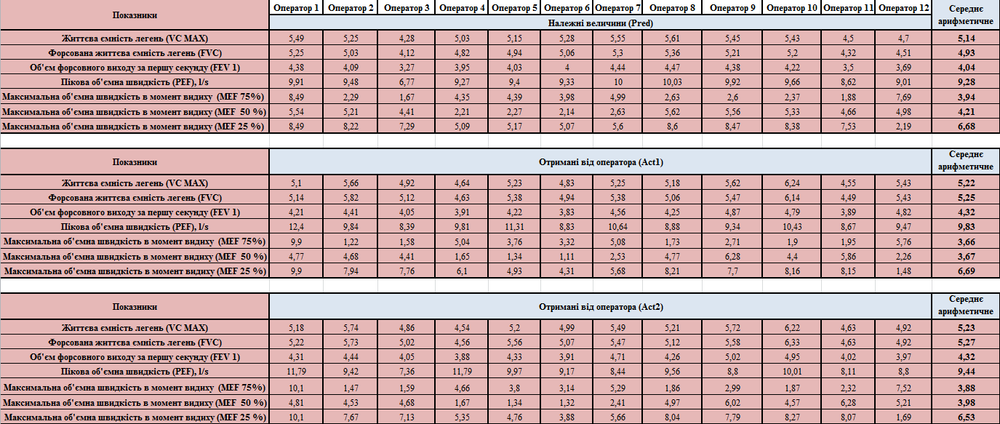 Показники Оператор 1 Оператор 2 Оператор 3 Оператор 4 Оператор 5 Оператор 6 Оператор 7 Оператор 8 Оператор 9 Оператор 10 Оператор 11 Оператор 12 Середнє арифметичне
Належні величини (Pred)
Життєва ємність легень (VC MAX) 5,49 5,25 4,28 5,03 5,15 5,28 5,55 5,61 5,45 5,43 4,5 4,7 5,14
Форсована життєва ємність легень (FVC) 5,25 5,03 4,12 4,82 4,94 5,06 5,3 5,36 5,21 5,2 4,32 4,51 4,93
Об'єм форсовного виходу за першу секунду (FEV 1) 4,38 4,09 3,27 3,95 4,03 4 4,44 4,47 4,38 4,22 3,5 3,69 4,04
Пікова об'ємна швидкість (PEF), l/s 9,91 9,48 6,77 9,27 9,4 9,33 10 10,03 9,92 9,66 8,62 9,01 9,28
Максимальна об'ємна швидкість в момент видиху (MEF 75%) 8,49 2,29 1,67 4,35 4,39 3,98 4,99 2,63 2,6 2,37 1,88 7,69 3,94
Максимальна об'ємна швидкість в момент видиху (MEF 50 %) 5,54 5,21 4,41 2,21 2,27 2,14 2,63 5,62 5,56 5,33 4,66 4,98 4,21
Максимальна об'ємна швидкість в момент видиху (MEF 25 %) 8,49 8,22 7,29 5,09 5,17 5,07 5,6 8,6 8,47 8,38 7,53 2,19 6,68
Показники Отримані від оператора (Act1) Середнє арифметичне
Життєва ємність легень (VC MAX) 5,1 5,66 4,92 4,64 5,23 4,83 5,25 5,18 5,62 6,24 4,55 5,43 5,22
Форсована життєва ємність легень (FVC) 5,14 5,82 5,12 4,63 5,38 4,94 5,38 5,06 5,47 6,14 4,49 5,43 5,25
Об'єм форсовного виходу за першу секунду (FEV 1) 4,21 4,41 4,05 3,91 4,22 3,83 4,56 4,25 4,87 4,79 3,89 4,82 4,32
Пікова об'ємна швидкість (PEF), l/s 12,4 9,84 8,39 9,81 11,31 8,83 10,64 8,88 9,34 10,43 8,67 9,47 9,83
Максимальна об'ємна швидкість в момент видиху (MEF 75%) 9,9 1,22 1,58 5,04 3,76 3,32 5,08 1,73 2,71 1,9 1,95 5,76 3,66
Максимальна об'ємна швидкість в момент видиху (MEF 50 %) 4,77 4,68 4,41 1,65 1,34 1,11 2,53 4,77 6,28 4,4 5,86 2,26 3,67
Максимальна об'ємна швидкість в момент видиху (MEF 25 %) 9,9 7,94 7,76 6,1 4,93 4,31 5,68 8,21 7,7 8,16 8,15 1,48 6,69
Показники Отримані від оператора (Act2) Середнє арифметичне
Життєва ємність легень (VC MAX) 5,18 5,74 4,86 4,54 5,2 4,99 5,49 5,21 5,72 6,22 4,63 4,92 5,23
Форсована життєва ємність легень (FVC) 5,22 5,73 5,02 4,56 5,56 5,07 5,47 5,12 5,58 6,33 4,63 4,92 5,27
Об'єм форсовного виходу за першу секунду (FEV 1) 4,31 4,44 4,05 3,88 4,33 3,91 4,71 4,26 5,02 4,95 4,02 3,97 4,32
Пікова об'ємна швидкість (PEF), l/s 11,79 9,42 7,36 11,79 9,97 9,17 8,44 9,56 8,8 10,01 8,11 8,8 9,44
Максимальна об'ємна швидкість в момент видиху (MEF 75%) 10,1 1,47 1,59 4,66 3,8 3,14 5,29 1,86 2,99 1,87 2,32 7,52 3,88
Максимальна об'ємна швидкість в момент видиху (MEF 50 %) 4,81 4,53 4,68 1,67 1,34 1,32 2,41 4,97 6,02 4,57 6,28 5,21 3,98
Максимальна об'ємна швидкість в момент видиху (MEF 25 %) 10,1 7,67 7,13 5,35 4,76 3,88 5,66 8,04 7,79 8,27 8,07 1,69 6,53